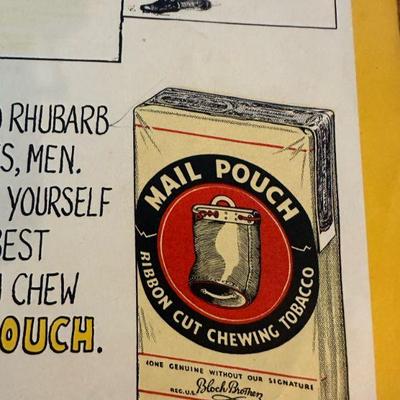 RHUBARB
S, MEN.
YOURSELF
BEST
CHEW
OUCH.
MAIL POUCH
RIBBON CUT CHEWING TOBACCO
ONE GENUINE WITHOUT OUR SIGNATURE
REG. U.S. Bloch Brothers